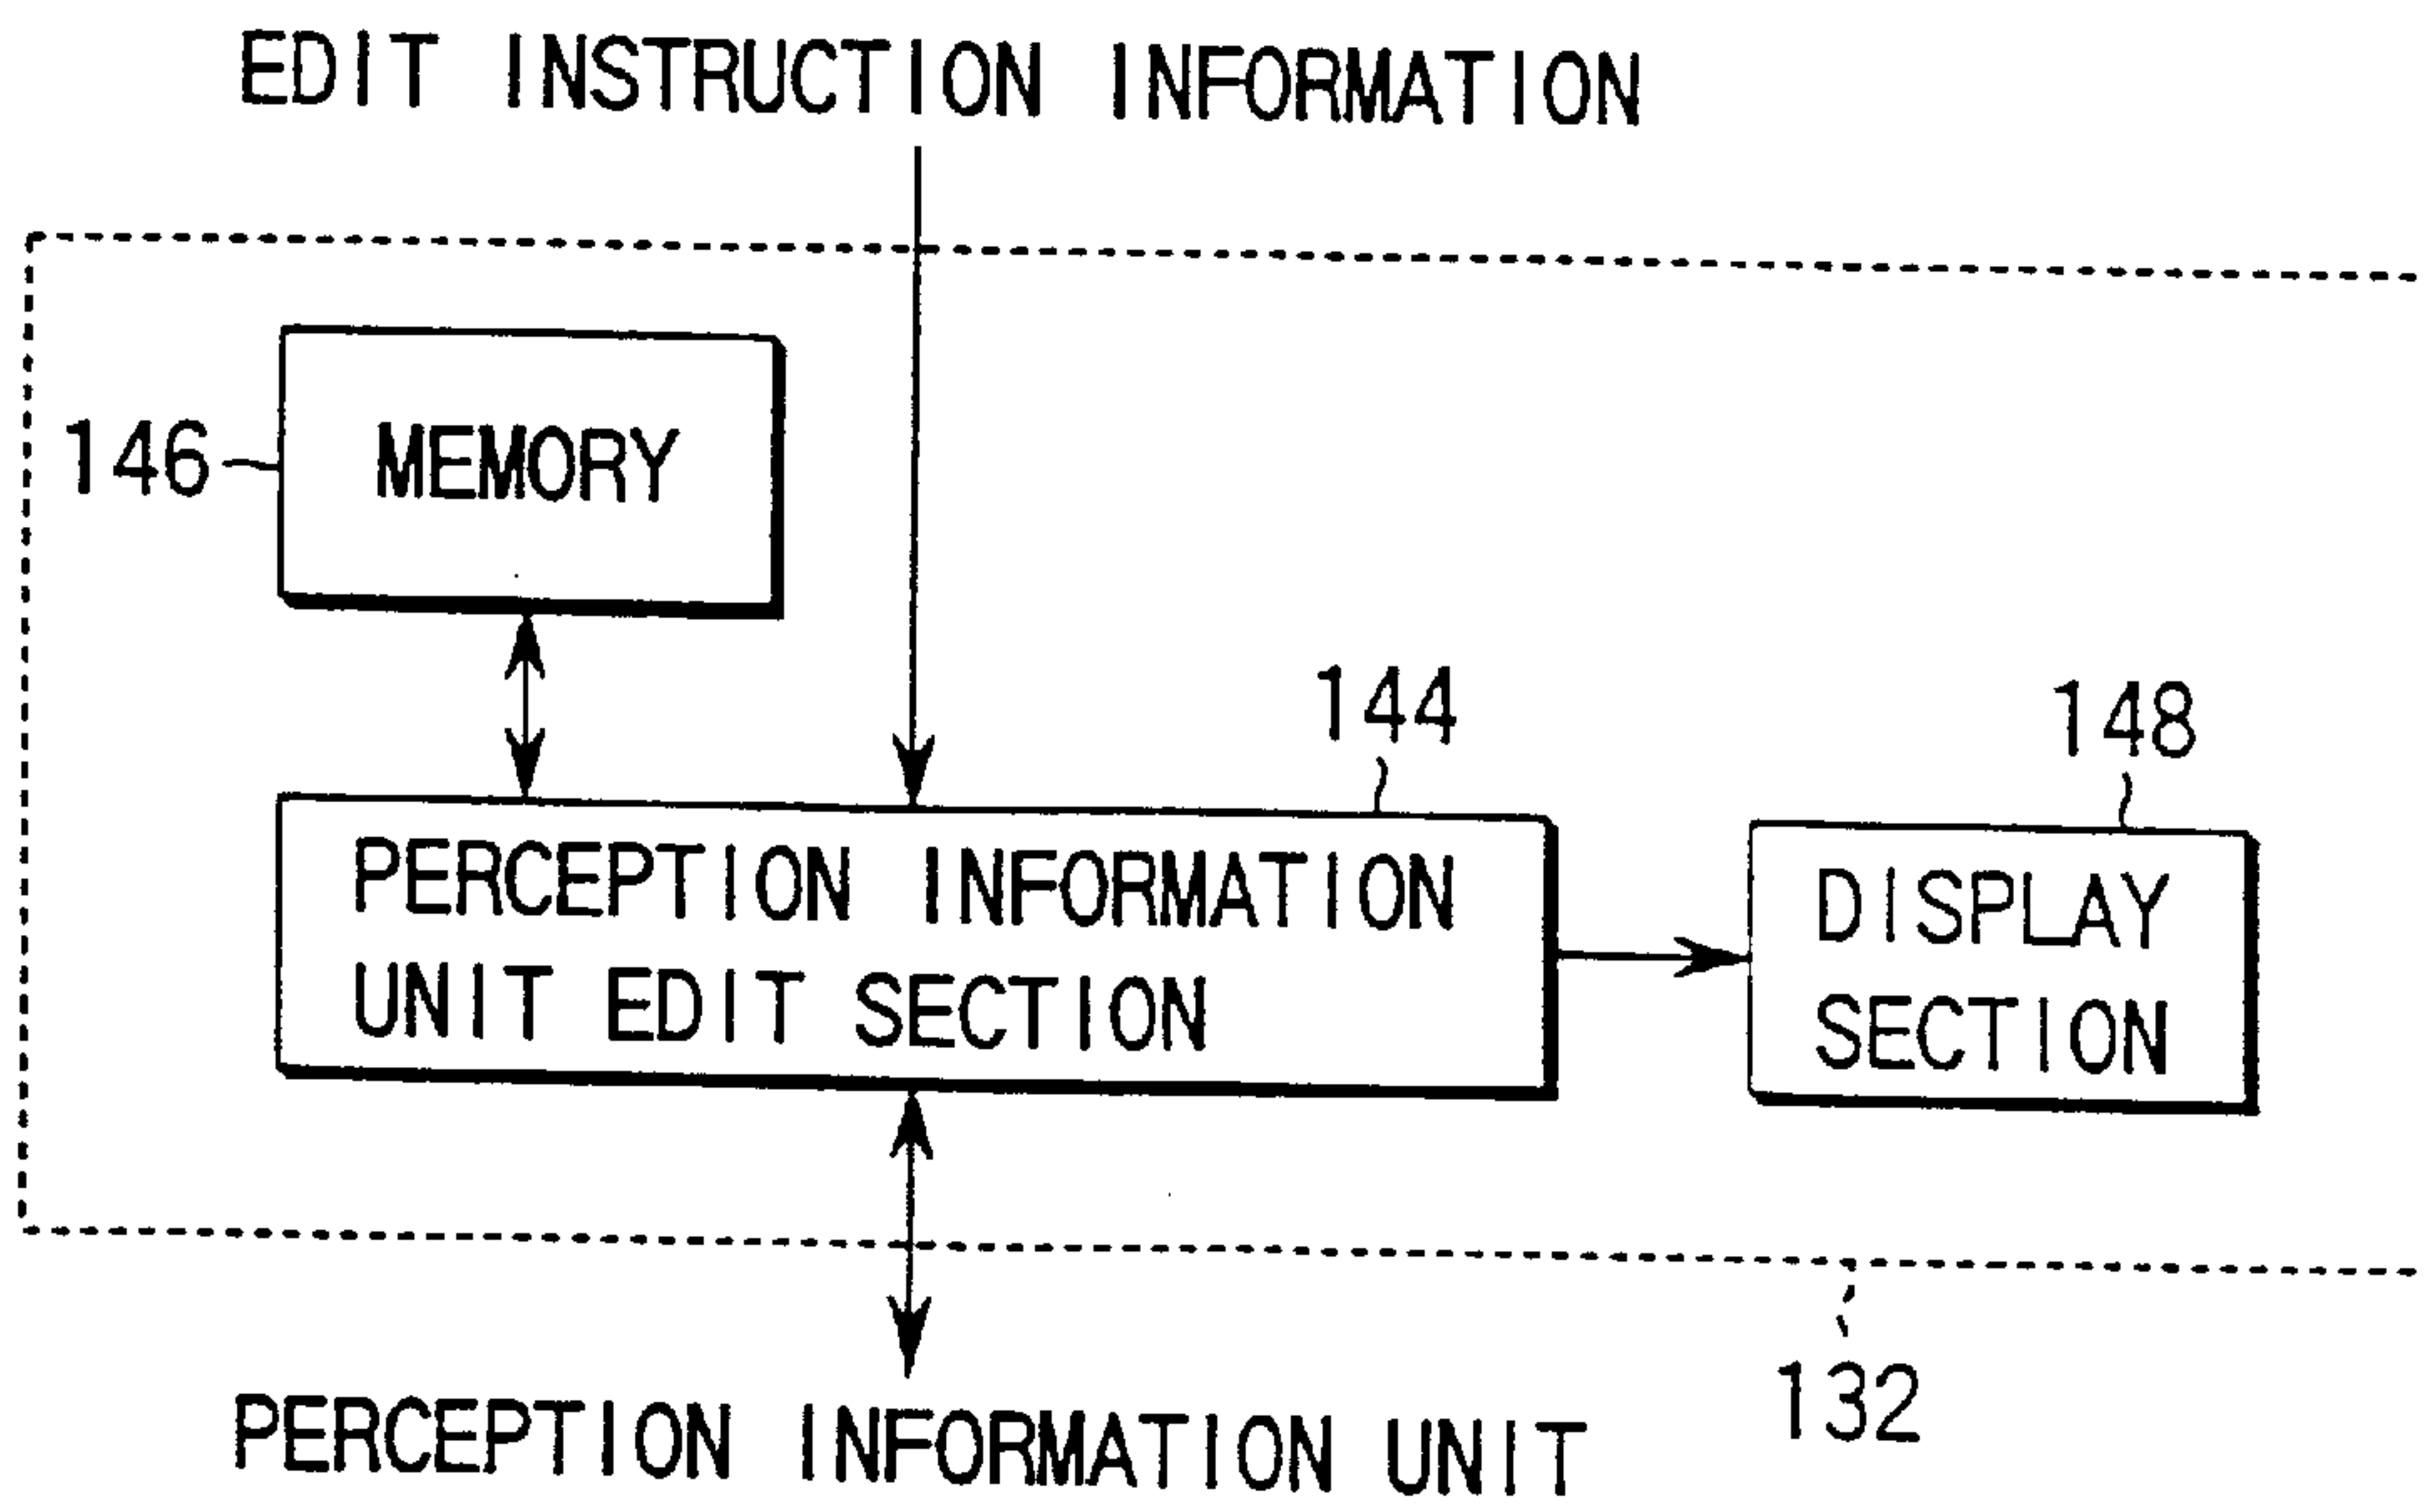 EDIT INSTRUCTION INFORMATION
146
MEMORY
144
148
PERCEPTION INFORMATION
UNIT EDIT SECTION
DISPLAY
SECTION
132
PERCEPTION INFORMATION UNIT